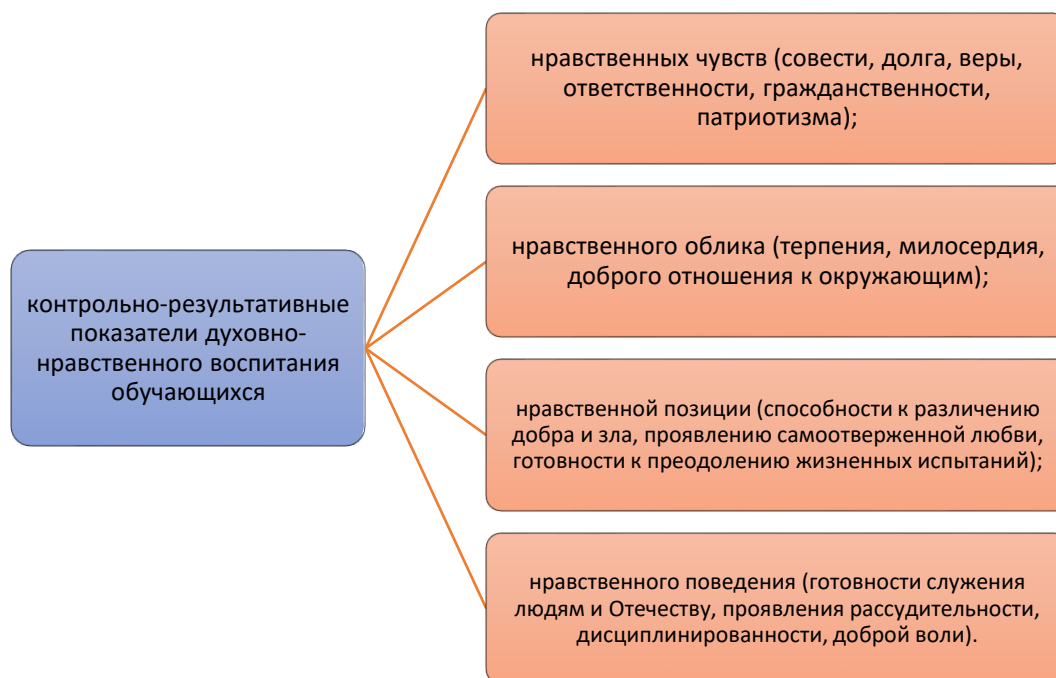 контрольно-результативные
показатели духовно-
нравственного воспитания
обучающихся
нравственных чувств (совести, долга, веры,
ответственности, гражданственности,
патриотизма);
нравственного облика (терпения, милосердия,
доброго отношения к окружающим);
нравственной позиции (способности к различению
добра и зла, проявлению самоотверженной любви,
готовности к преодолению жизненных испытаний);
нравственного поведения (готовности служения
людям и Отечеству, проявления рассудительности,
дисциплинированности, доброй воли).